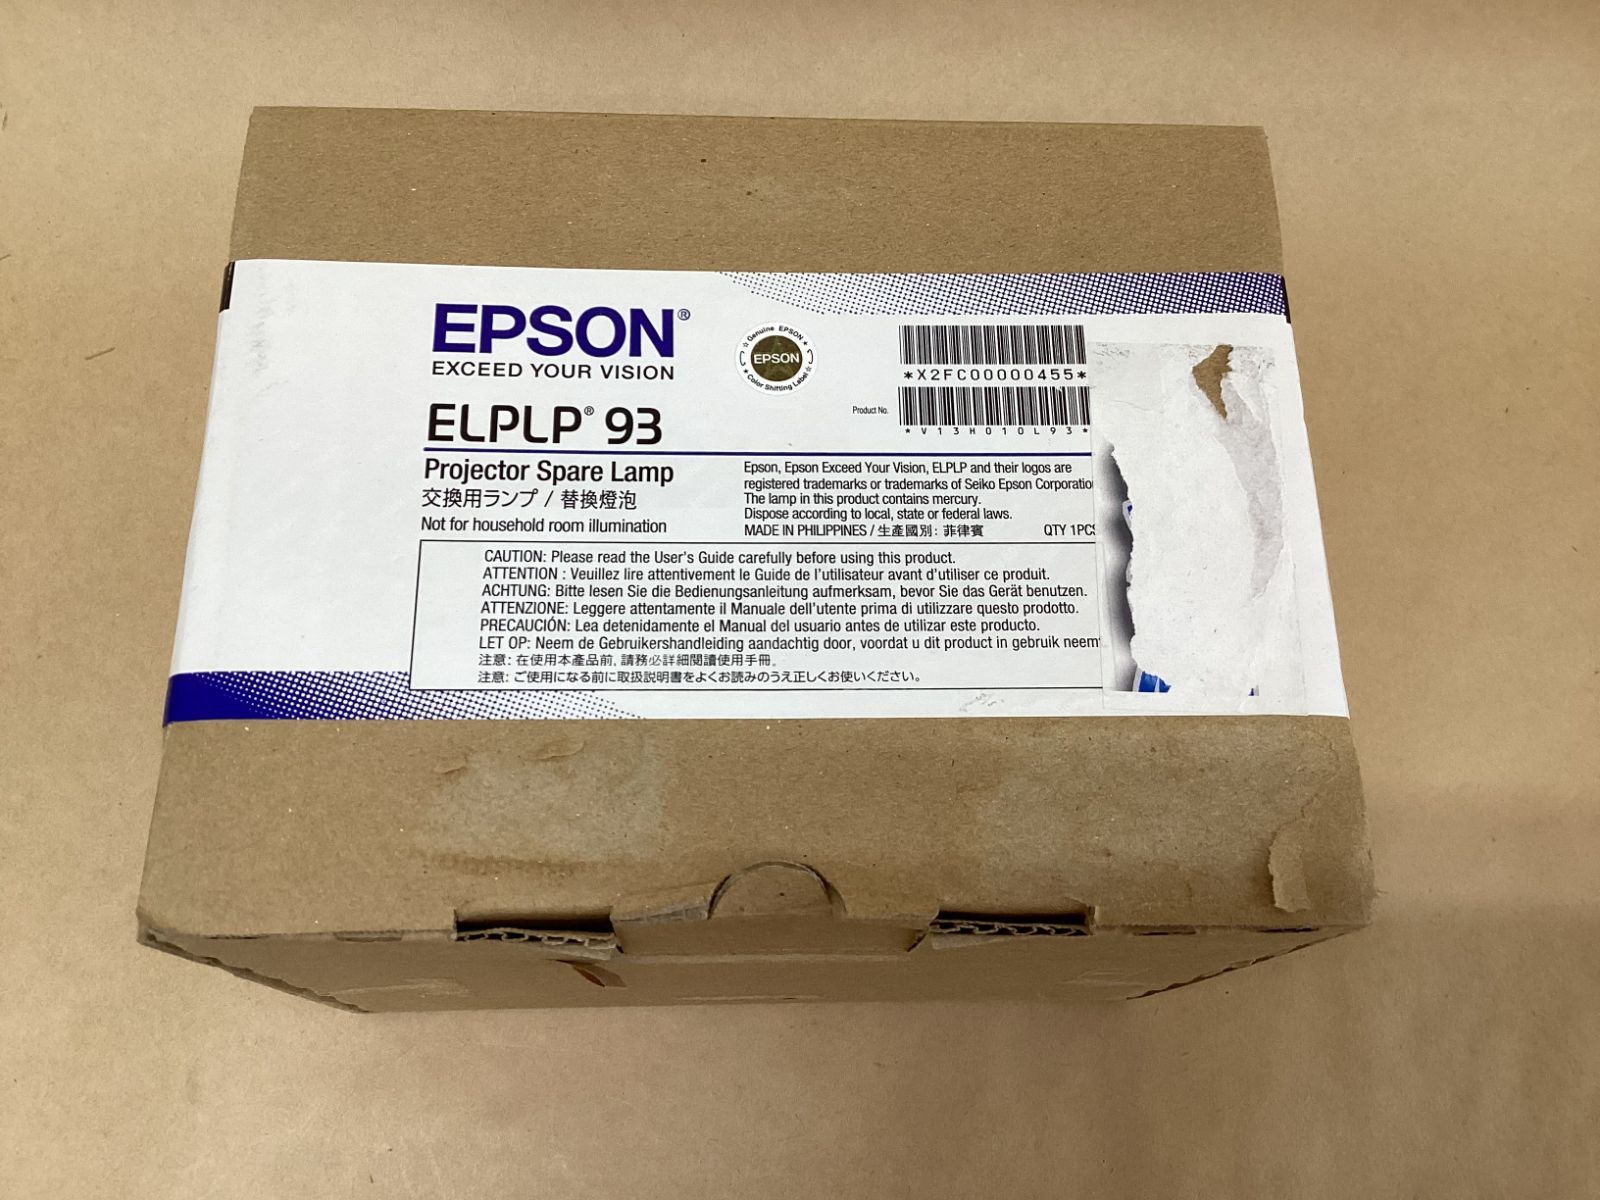 EPSON®
EXCEED YOUR VISION
Genuine EPSON
EPSON
Color Shifting Label
*X2FC00000455*
Product No.
*V13H010L93*
ELPLP® 93
Projector Spare Lamp
交換用ランプ / 替換燈泡
Not for household room illumination
Epson, Epson Exceed Your Vision, ELPLP and their logos are
registered trademarks or trademarks of Seiko Epson Corporatio
The lamp in this product contains mercury.
Dispose according to local, state or federal laws.
MADE IN PHILIPPINES / 生產國別: 菲律賓 QTY 1PCS
CAUTION: Please read the User's Guide carefully before using this product.
ATTENTION : Veuillez lire attentivement le Guide de l'utilisateur avant d'utiliser ce produit.
ACHTUNG: Bitte lesen Sie die Bedienungsanleitung aufmerksam, bevor Sie das Gerät benutzen.
ATTENZIONE: Leggere attentamente il Manuale dell'utente prima di utilizzare questo prodotto.
PRECAUCIÓN: Lea detenidamente el Manual del usuario antes de utilizar este producto.
LET OP: Neem de Gebruikershandleiding aandachtig door, voordat u dit product in gebruik neem
注意: 在使用本產品前, 請務必詳細閱讀使用手冊。
注意: ご使用になる前に取扱説明書をよくお読みのうえ正しくお使いください。